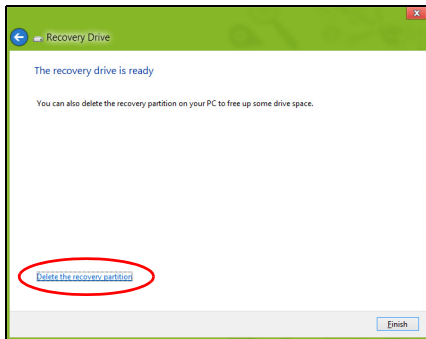 Recovery Drive
The recovery drive is ready
You can also delete the recovery partition on your PC to free up some drive space.
Delete the recovery partition
Finish